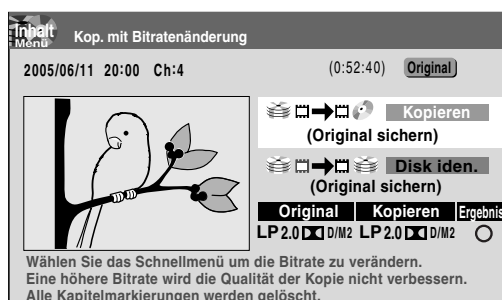 Inhalt
Menü
Kop. mit Bitratenänderung
2005/06/11 20:00 Ch:4 (0:52:40) Original
Kopieren
(Original sichern)
Disk iden.
(Original sichern)
Original Kopieren Ergebnis
LP 2.0 D/M2 LP 2.0 D/M2
Wählen Sie das Schnellmenü um die Bitrate zu verändern.
Eine höhere Bitrate wird die Qualität der Kopie nicht verbessern.
Alle Kapitelmarkierungen werden gelöscht.